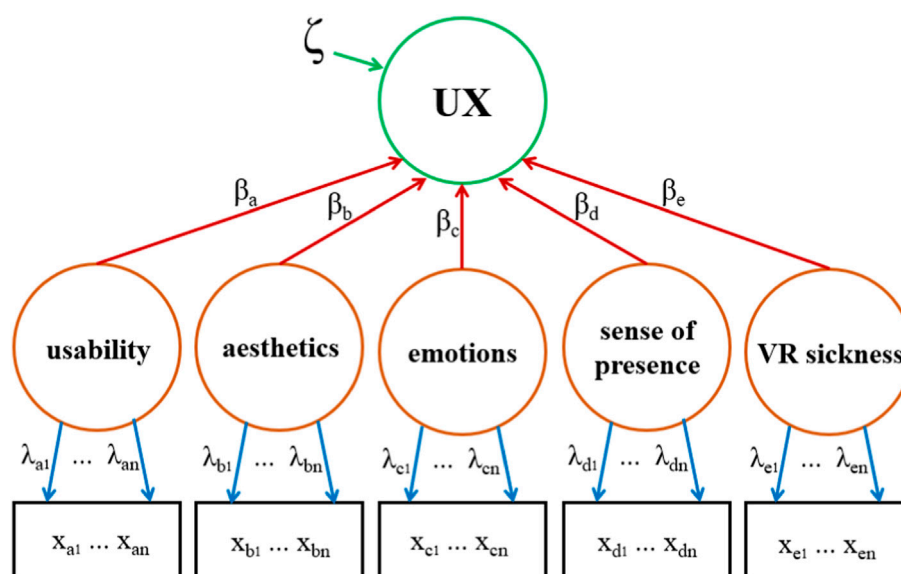 ζ
UX
βa
βb
βc
βd
βe
usability
aesthetics
emotions
sense of
presence
VR sickness
λa1 ... λan
λb1 ... λbn
λc1 ... λcn
λd1 ... λdn
λe1 ... λen
xa1 ... xan
xb1 ... xbn
xc1 ... xcn
xd1 ... xdn
xe1 ... xen